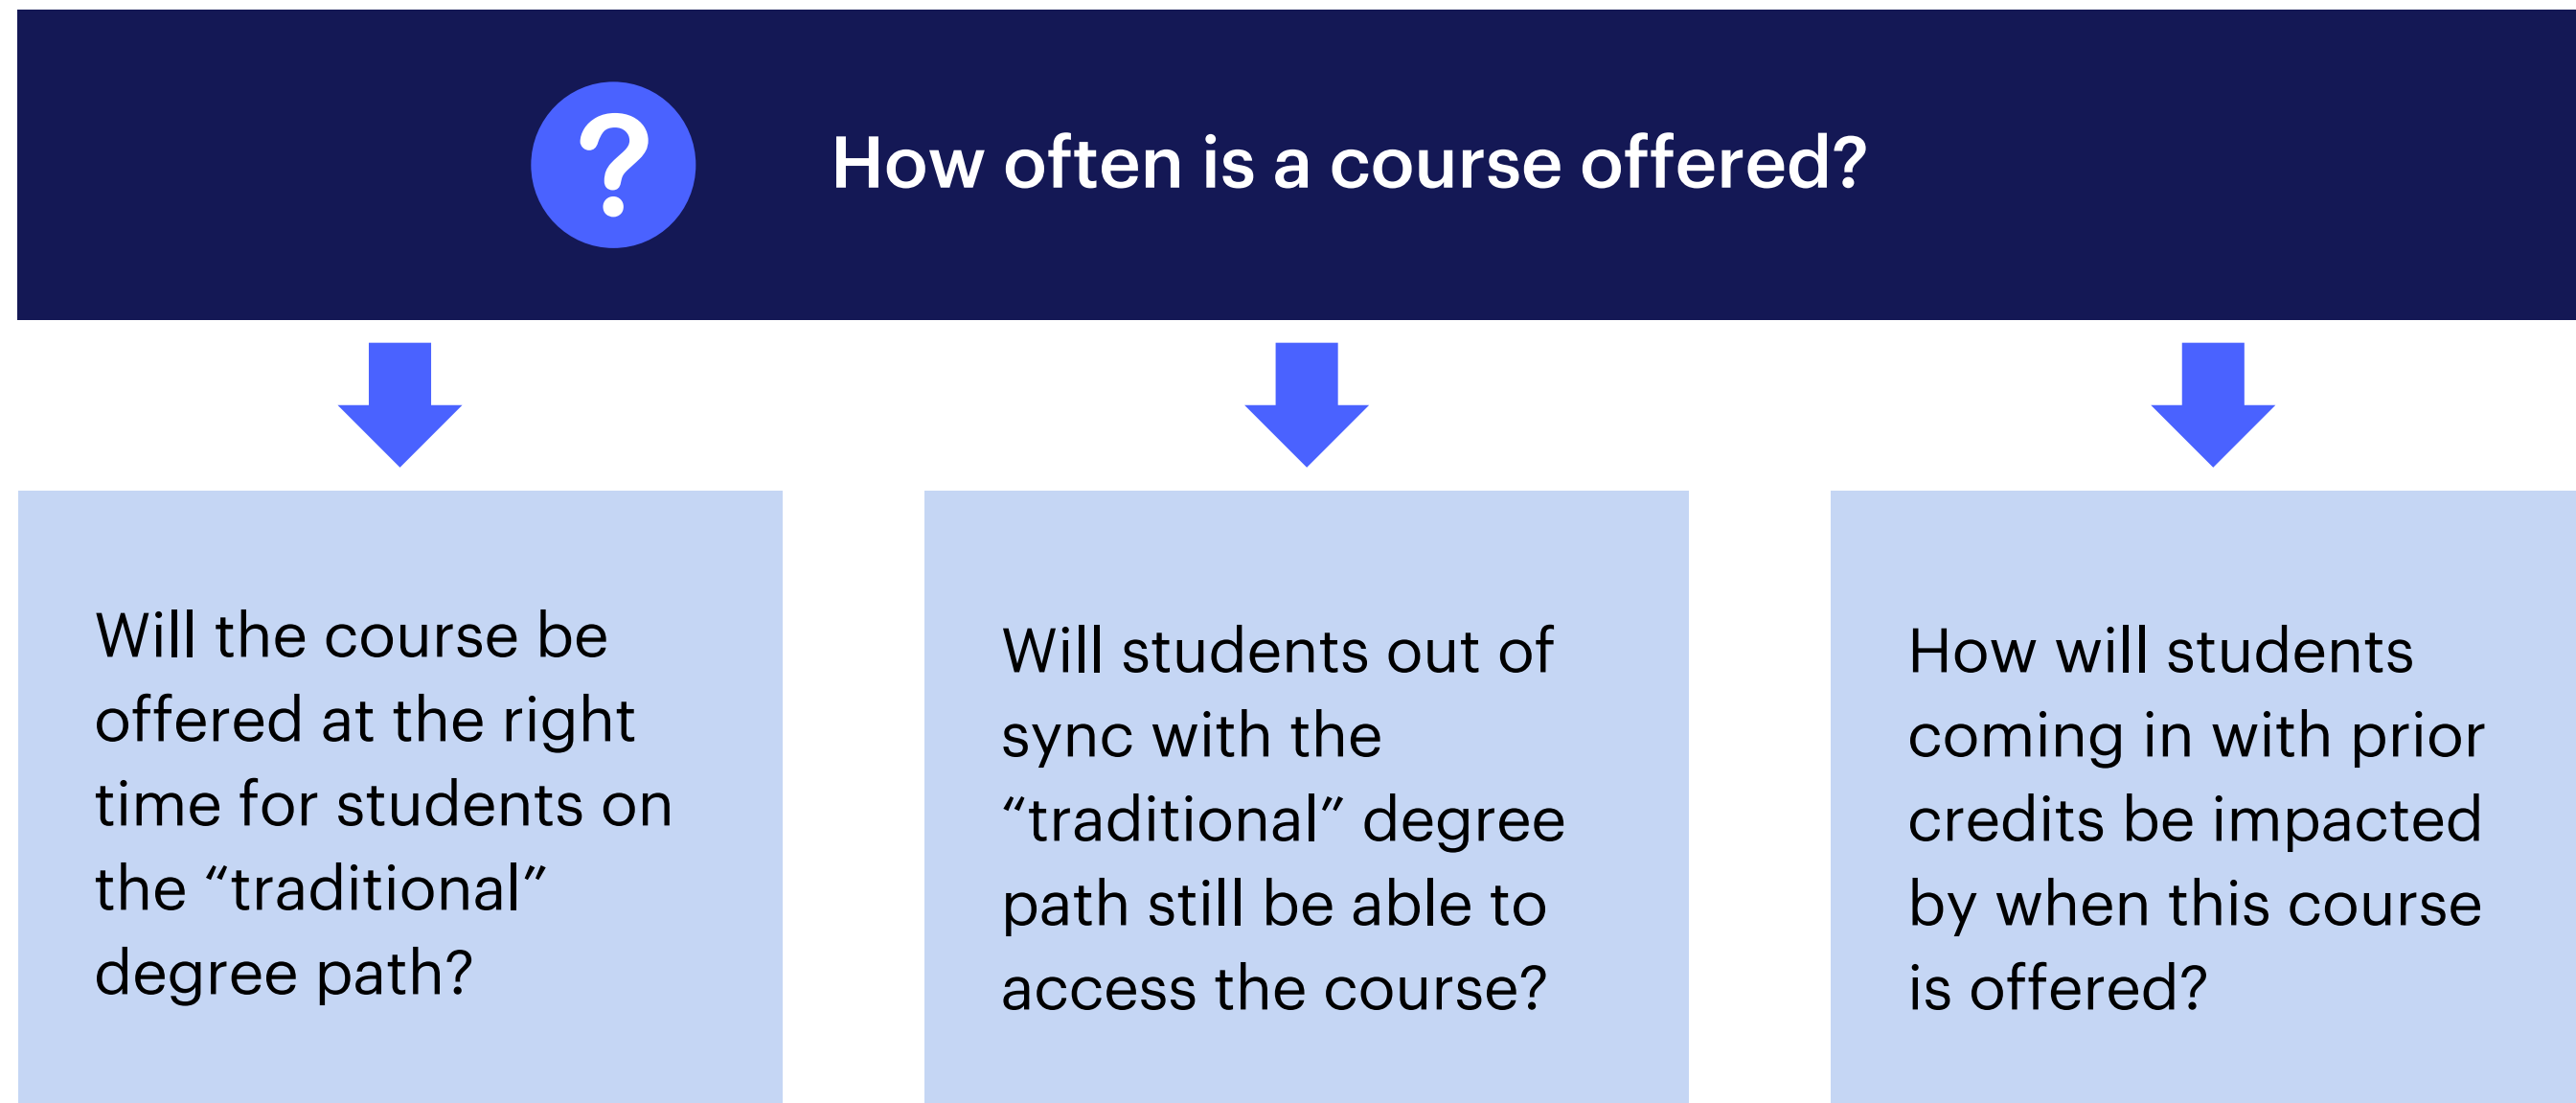 ?
How often is a course offered?
Will the course be
offered at the right
time for students on
the “traditional”
degree path?
Will students out of
sync with the
“traditional” degree
path still be able to
access the course?
How will students
coming in with prior
credits be impacted
by when this course
is offered?